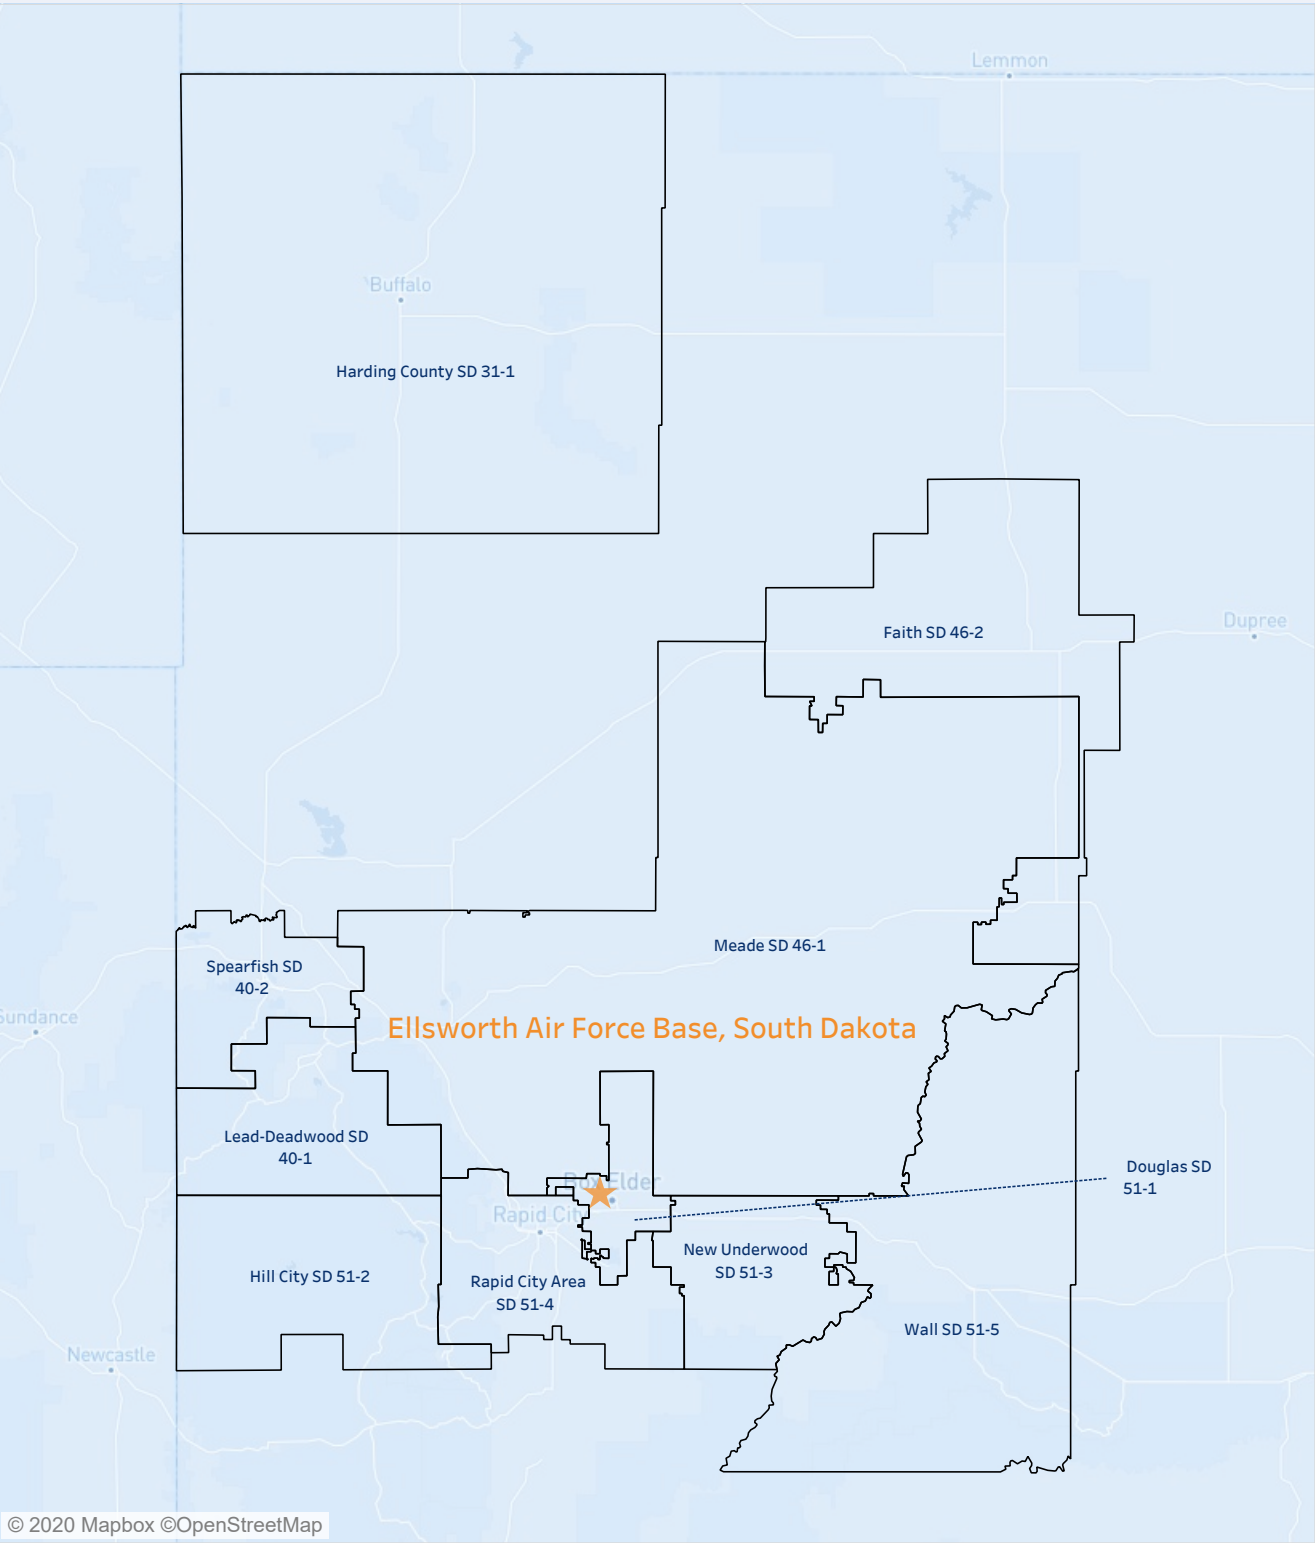 Lemmon
Buffalo
Harding County SD 31-1
Dupree
Faith SD 46-2
Meade SD 46-1
Spearfish SD
40-2
Sundance
Ellsworth Air Force Base, South Dakota
Lead-Deadwood SD
40-1
Douglas SD
51-1
Box Elder
Rapid City
New Underwood
SD 51-3
Hill City SD 51-2
Rapid City Area
SD 51-4
Wall SD 51-5
Newcastle
© 2020 Mapbox ©OpenStreetMap